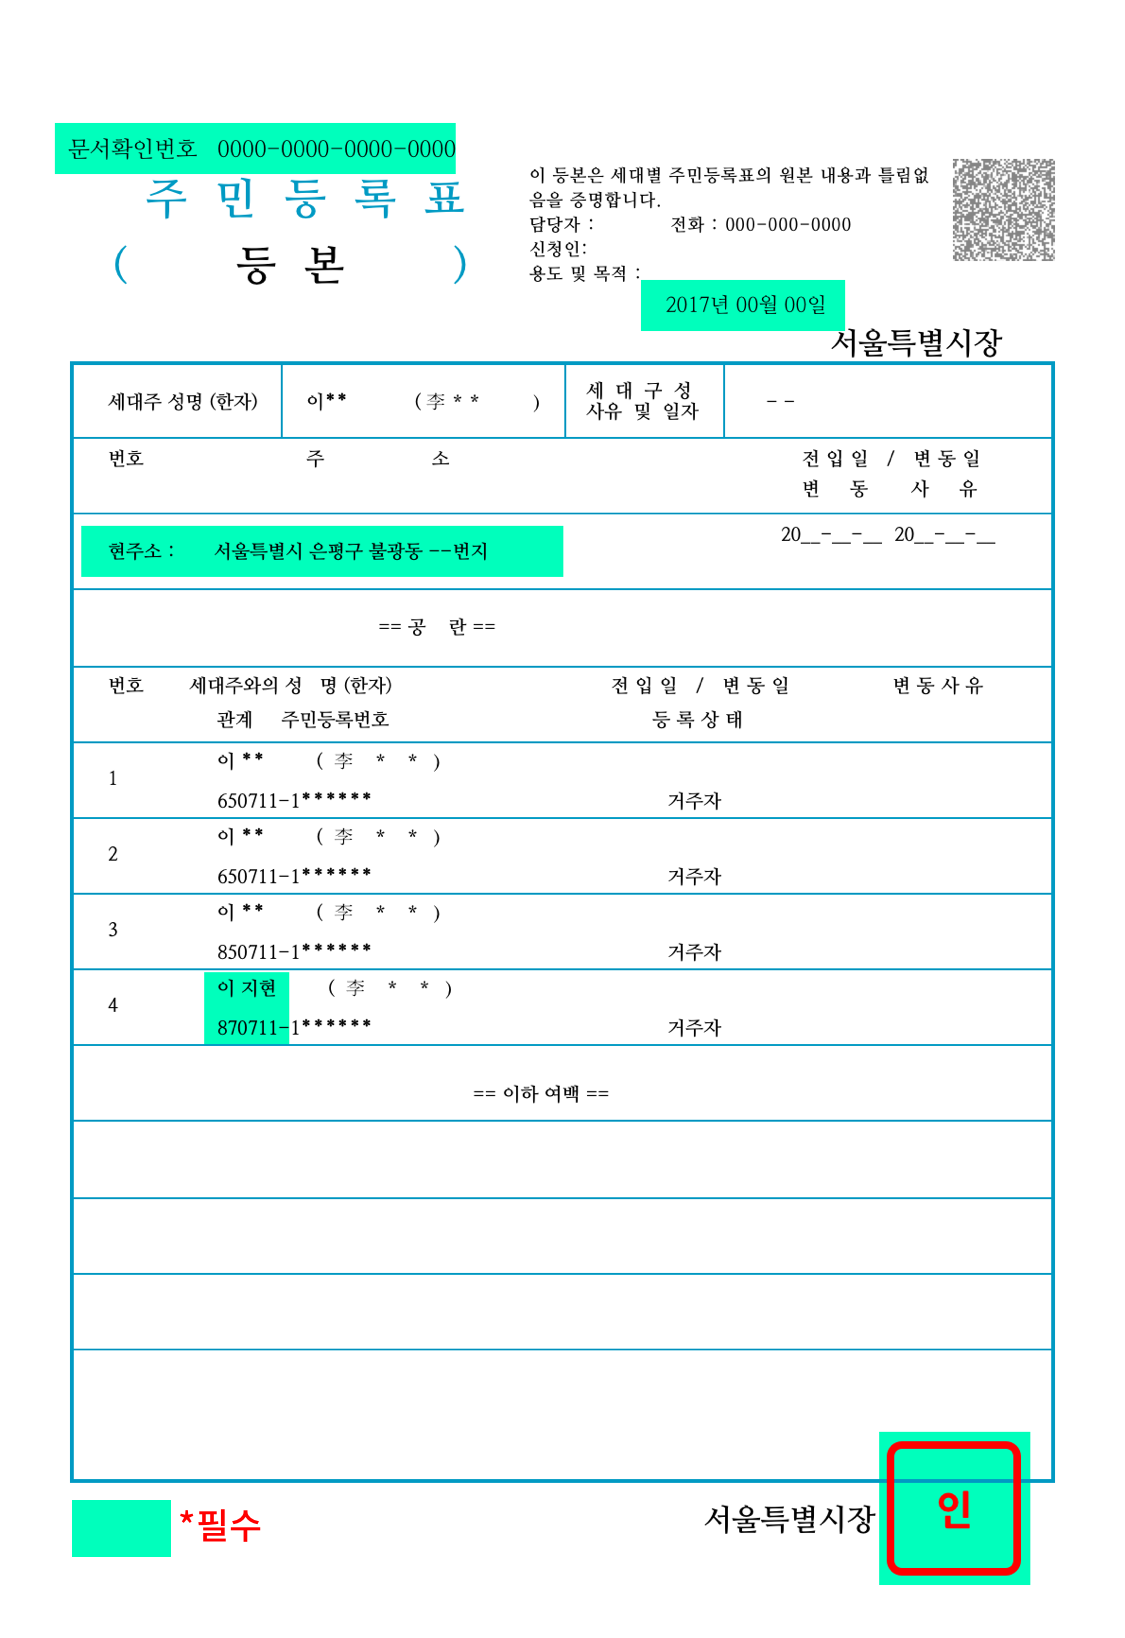 문서확인번호 0000-0000-0000-0000
주 민 등 록 표
( 등 본 )
이 등본은 세대별 주민등록표의 원본 내용과 틀림없
음을 증명합니다.
담당자 : 전화 : 000-000-0000
신청인:
용도 및 목적 :
2017년 00월 00일
서울특별시장
세대주 성명 (한자) 이** ( 李 * * )
세 대 구 성
사유 및 일자
- -
번호 주 소 전 입 일 / 변 동 일
변 동 사 유
현주소 : 서울특별시 은평구 불광동 --번지 20__-__-__ 20__-__-__
== 공 란 ==
번호 세대주와의 성 명 (한자) 전 입 일 / 변 동 일 변 동 사 유
관계 주민등록번호 등 록 상 태
1 이 ** ( 李 * * )
650711-1****** 거주자
2 이 ** ( 李 * * )
650711-1****** 거주자
3 이 ** ( 李 * * )
850711-1****** 거주자
4 이 지현 ( 李 * * )
870711-1****** 거주자
== 이하 여백 ==
*필수
서울특별시장 인